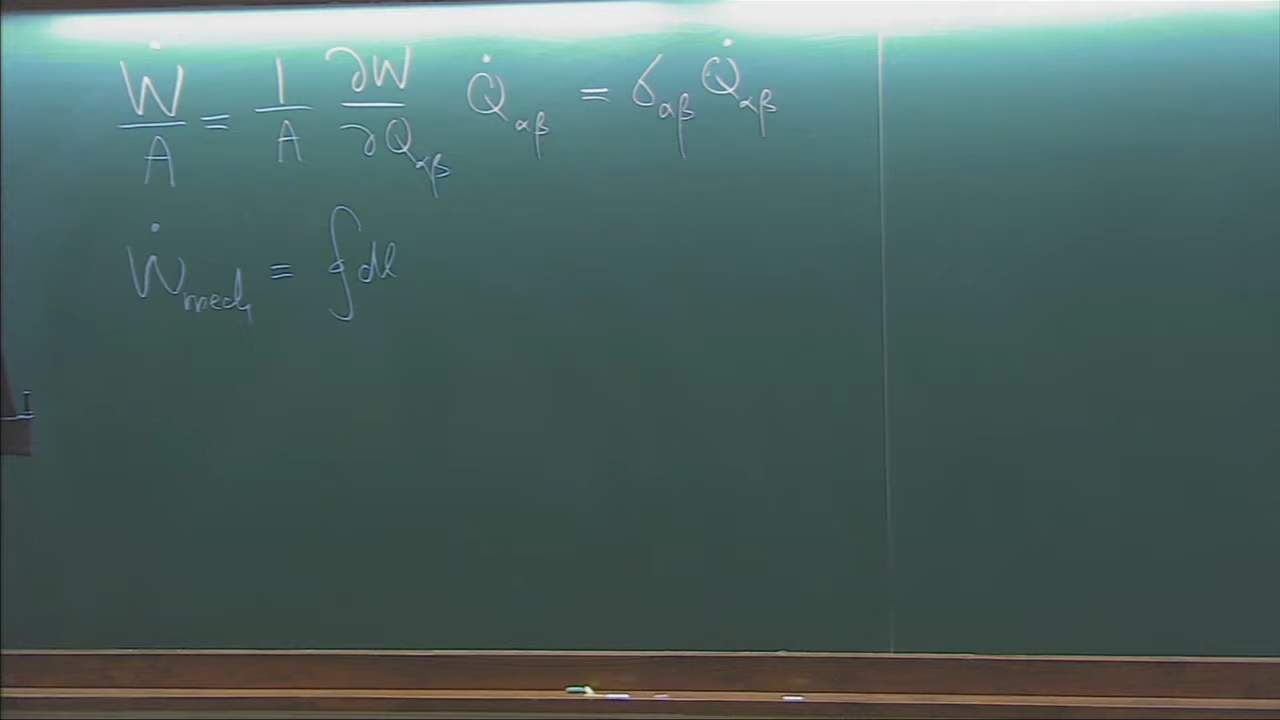 Ẇ/A = 1/A ∂W/∂Q_αβ Q̇_αβ = σ_αβ Q̇_αβ
Ẇ_mech = ∮ dl